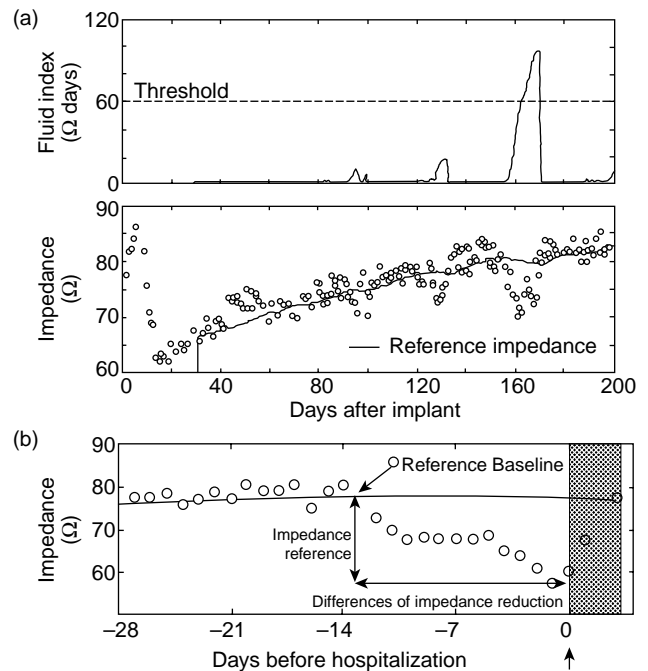 (a)
Fluid index
(Ω days)
120
60
0
Threshold
Impedance
(Ω)
90
80
70
60
Reference impedance
0 40 80 120 160 200
Days after implant
(b)
Impedance
(Ω)
90
80
70
60
Reference Baseline
Impedance
reference
Differences of impedance reduction
–28 –21 –14 –7 0
Days before hospitalization